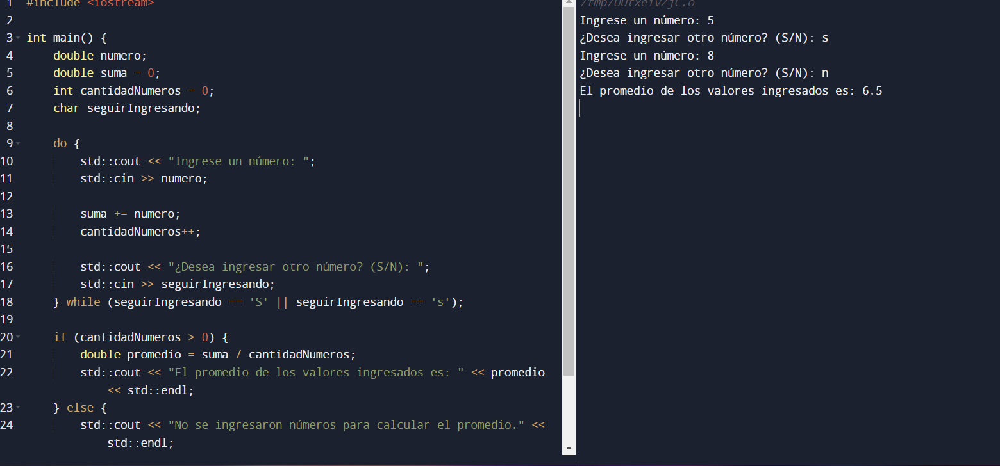 1 #include <iostream>
2
3 int main() {
4 double numero;
5 double suma = 0;
6 int cantidadNumeros = 0;
7 char seguirIngresando;
8
9 do {
10 std::cout << "Ingrese un número: ";
11 std::cin >> numero;
12
13 suma += numero;
14 cantidadNumeros++;
15
16 std::cout << "¿Desea ingresar otro número? (S/N): ";
17 std::cin >> seguirIngresando;
18 } while (seguirIngresando == 'S' || seguirIngresando == 's');
19
20 if (cantidadNumeros > 0) {
21 double promedio = suma / cantidadNumeros;
22 std::cout << "El promedio de los valores ingresados es: " << promedio
<< std::endl;
23 } else {
24 std::cout << "No se ingresaron números para calcular el promedio." <<
std::endl;
Ingrese un número: 5
¿Desea ingresar otro número? (S/N): s
Ingrese un número: 8
¿Desea ingresar otro número? (S/N): n
El promedio de los valores ingresados es: 6.5